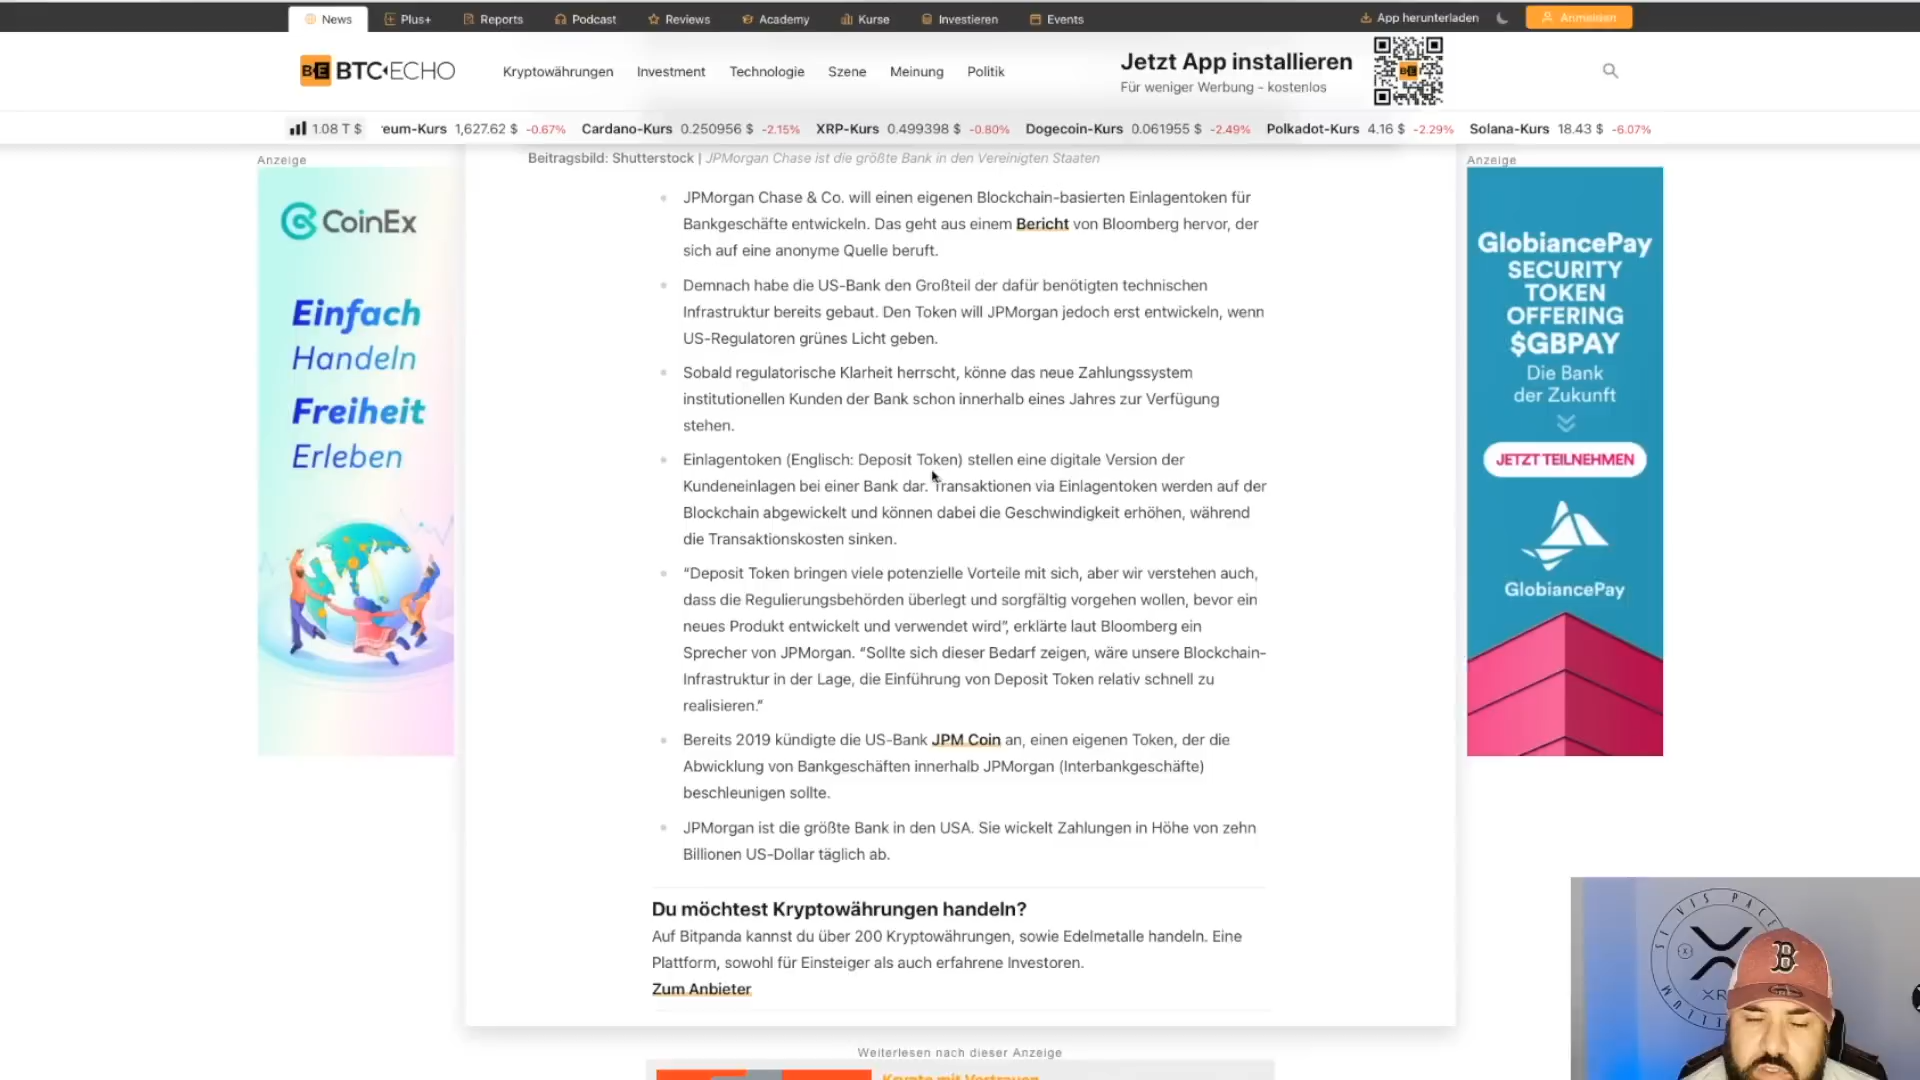 News
Plus+
Reports
Podcast
Reviews
Academy
Kurse
Investieren
Events
App herunterladen
Anmelden
BE BTC-ECHO
Kryptowährungen
Investment
Technologie
Szene
Meinung
Politik
Jetzt App installieren
Für weniger Werbung - kostenlos
1.08 T $
eum-Kurs 1,627.62 $ -0.67%
Cardano-Kurs 0.250956 $ -2.15%
XRP-Kurs 0.499398 $ -0.80%
Dogecoin-Kurs 0.061955 $ -2.49%
Polkadot-Kurs 4.16 $ -2.29%
Solana-Kurs 18.43 $ -6.07%
Beitragsbild: Shutterstock | JPMorgan Chase ist die größte Bank in den Vereinigten Staaten
Anzeige
CoinEx
Einfach
Handeln
Freiheit
Erleben
JPMorgan Chase & Co. will einen eigenen Blockchain-basierten Einlagentoken für
Bankgeschäfte entwickeln. Das geht aus einem Bericht von Bloomberg hervor, der
sich auf eine anonyme Quelle beruft.
Demnach habe die US-Bank den Großteil der dafür benötigten technischen
Infrastruktur bereits gebaut. Den Token will JPMorgan jedoch erst entwickeln, wenn
US-Regulatoren grünes Licht geben.
Sobald regulatorische Klarheit herrscht, könne das neue Zahlungssystem
institutionellen Kunden der Bank schon innerhalb eines Jahres zur Verfügung
stehen.
Einlagentoken (Englisch: Deposit Token) stellen eine digitale Version der
Kundeneinlagen bei einer Bank dar. Transaktionen via Einlagentoken werden auf der
Blockchain abgewickelt und können dabei die Geschwindigkeit erhöhen, während
die Transaktionskosten sinken.
“Deposit Token bringen viele potenzielle Vorteile mit sich, aber wir verstehen auch,
dass die Regulierungsbehörden überlegt und sorgfältig vorgehen wollen, bevor ein
neues Produkt entwickelt und verwendet wird”, erklärte laut Bloomberg ein
Sprecher von JPMorgan. “Sollte sich dieser Bedarf zeigen, wäre unsere Blockchain-
Infrastruktur in der Lage, die Einführung von Deposit Token relativ schnell zu
realisieren.”
Bereits 2019 kündigte die US-Bank JPM Coin an, einen eigenen Token, der die
Abwicklung von Bankgeschäften innerhalb JPMorgan (Interbankgeschäfte)
beschleunigen sollte.
JPMorgan ist die größte Bank in den USA. Sie wickelt Zahlungen in Höhe von zehn
Billionen US-Dollar täglich ab.
Du möchtest Kryptowährungen handeln?
Auf Bitpanda kannst du über 200 Kryptowährungen, sowie Edelmetalle handeln. Eine
Plattform, sowohl für Einsteiger als auch erfahrene Investoren.
Zum Anbieter
Weiterlesen nach dieser Anzeige
Krypto mit Vertrauen
Anzeige
GlobiancePay
SECURITY
TOKEN
OFFERING
$GBPAY
Die Bank
der Zukunft
JETZT TEILNEHMEN
GlobiancePay
SI VIS PACE
XR
B